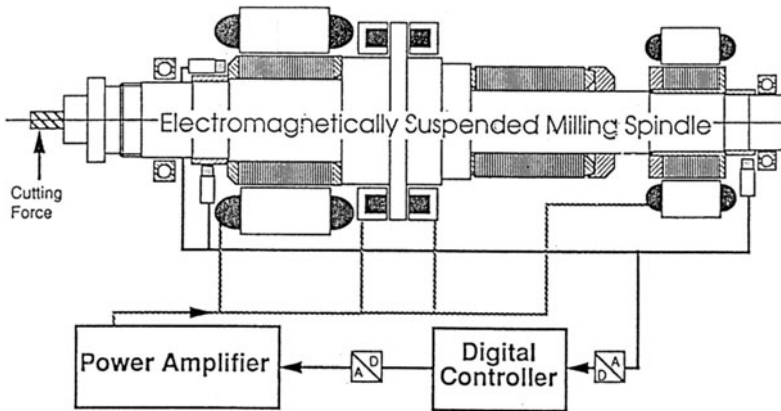 Electromagnetically Suspended Milling Spindle
Cutting
Force
Power Amplifier
D
A
Digital
Controller
A
D